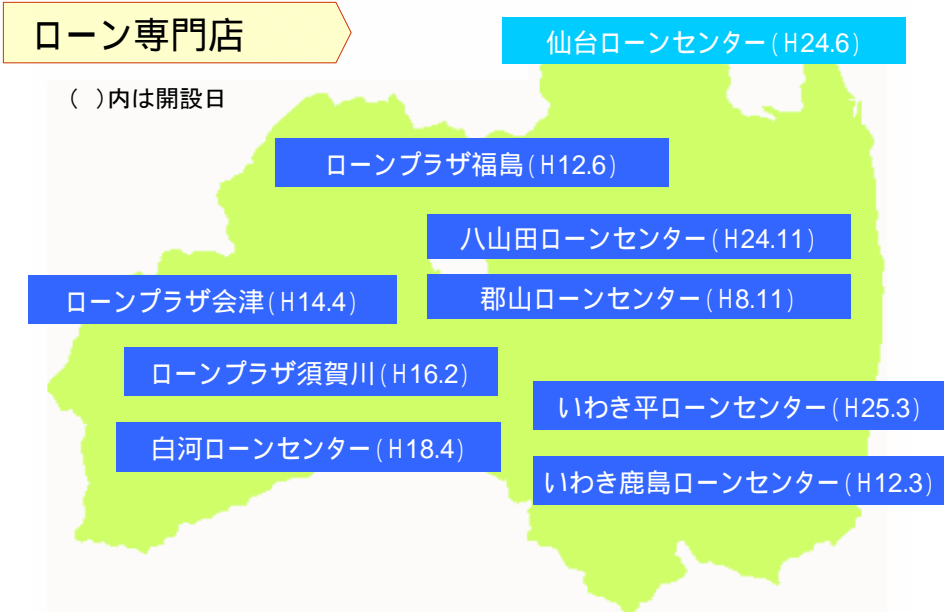 ローン専門店
仙台ローンセンター(H24.6)
( )内は開設日
ローンプラザ福島(H12.6)
八山田ローンセンター(H24.11)
ローンプラザ会津(H14.4)
郡山ローンセンター(H8.11)
ローンプラザ須賀川(H16.2)
いわき平ローンセンター(H25.3)
白河ローンセンター(H18.4)
いわき鹿島ローンセンター(H12.3)